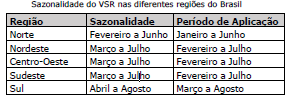 Sazonalidade do VSR nas diferentes regiões do Brasil
Região Sazonalidade Período de Aplicação
Norte Fevereiro a Junho Janeiro a Junho
Nordeste Março a Julho Fevereiro a Julho
Centro-Oeste Março a Julho Fevereiro a Julho
Sudeste Março a Julho Fevereiro a Julho
Sul Abril a Agosto Março a Agosto